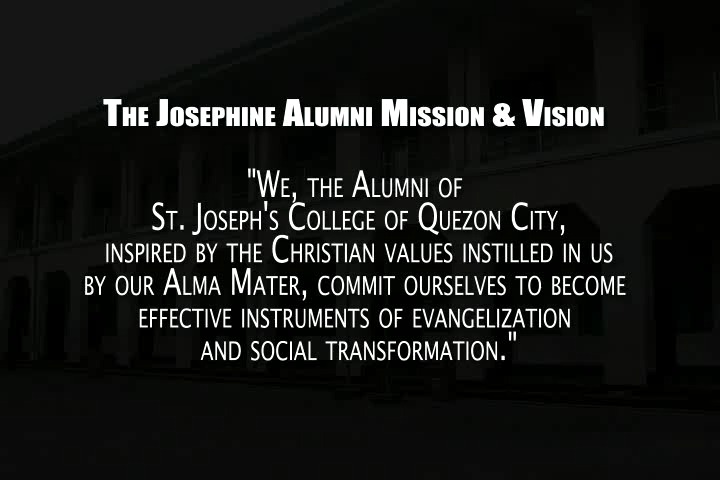 The Josephine Alumni Mission & Vision
"We, the Alumni of
St. Joseph's College of Quezon City,
inspired by the Christian values instilled in us
by our Alma Mater, commit ourselves to become
effective instruments of evangelization
and social transformation."